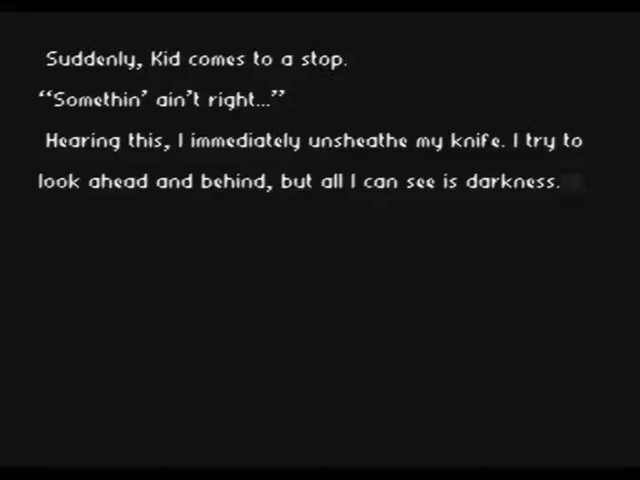 Suddenly, Kid comes to a stop.
“Somethin’ ain’t right...”
Hearing this, I immediately unsheathe my knife. I try to
look ahead and behind, but all I can see is darkness.